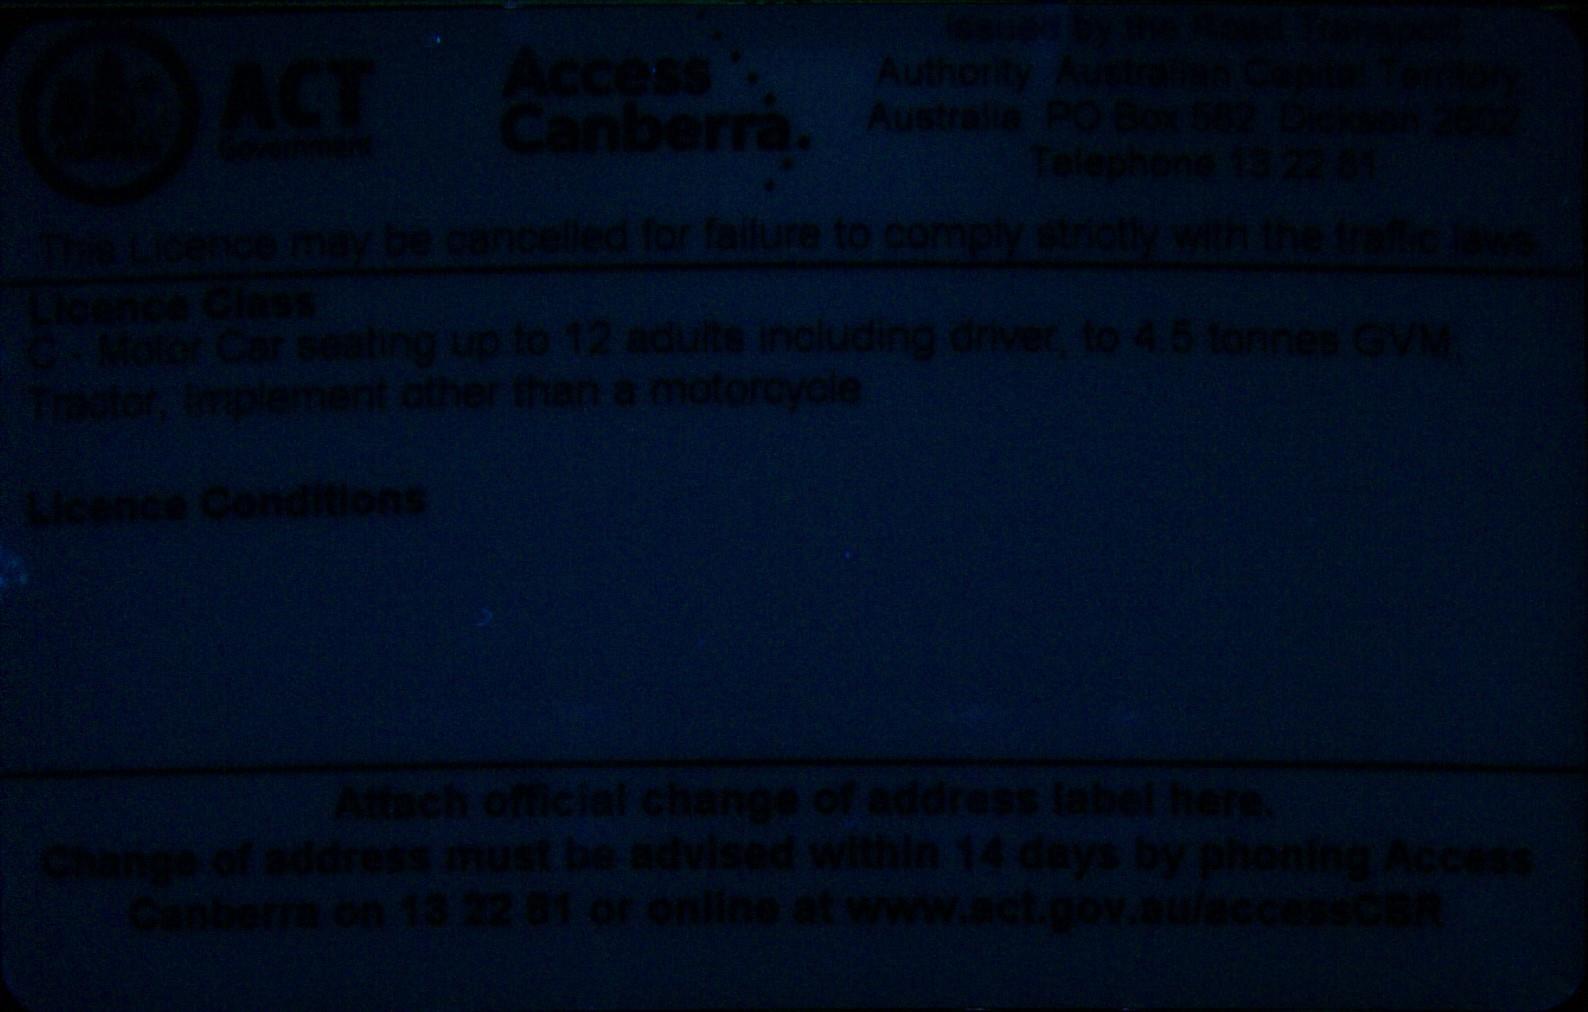 ACT
Government
Access
Canberra.
Issued by the Road Transport
Authority Australian Capital Territory
Australia PO Box 582 Dickson 2602
Telephone 13 22 81
This Licence may be cancelled for failure to comply strictly with the traffic laws
Licence Class
C - Motor Car seating up to 12 adults including driver, to 4.5 tonnes GVM,
Tractor, Implement other than a motorcycle
Licence Conditions
Attach official change of address label here.
Change of address must be advised within 14 days by phoning Access
Canberra on 13 22 81 or online at www.act.gov.au/accessCBR